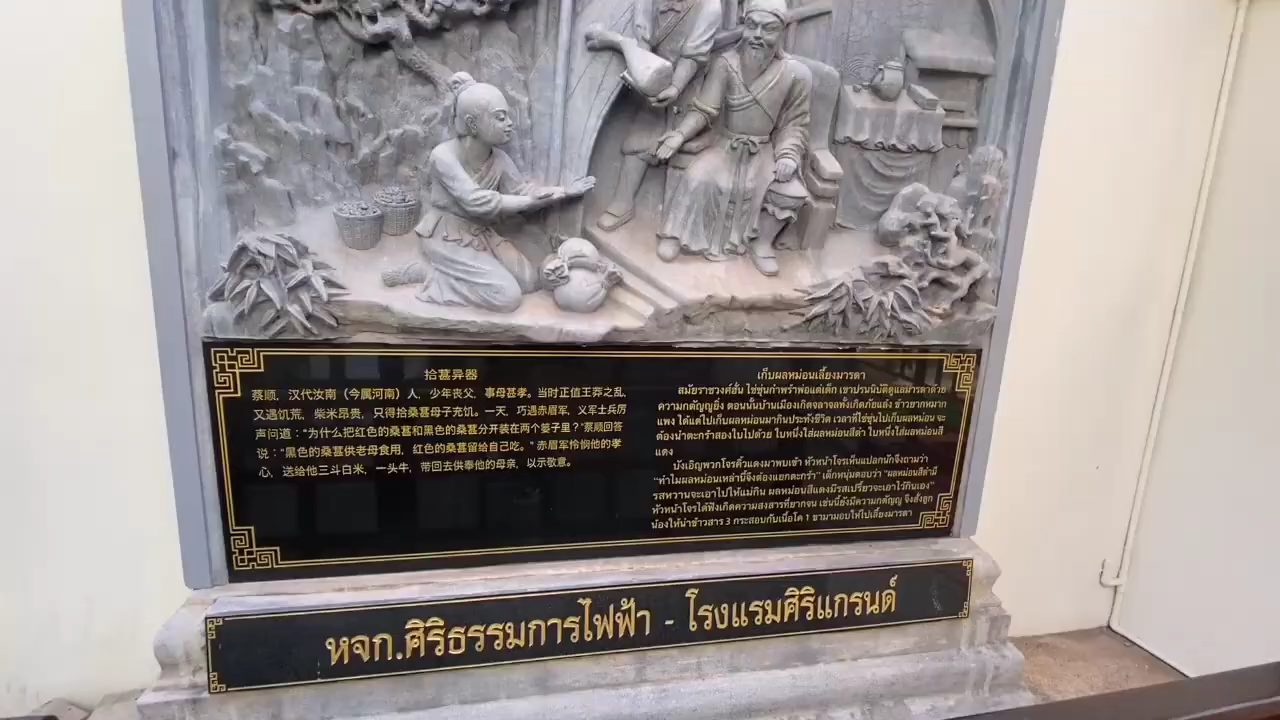 拾葚异器
蔡顺，汉代汝南（今属河南）人，少年丧父，事母甚孝。当时正值王莽之乱，
又遇饥荒，柴米昂贵，只得拾桑葚母子充饥。一天，巧遇赤眉军，义军士兵厉
声问道：“为什么把红色的桑葚和黑色的桑葚分开装在两个篓子里？”蔡顺回答
说：“黑色的桑葚供老母食用，红色的桑葚留给自己吃。”赤眉军怜悯他的孝
心，送给他三斗白米，一头牛，带回去供奉他的母亲，以示敬意。
เก็บผลหม่อนเลี้ยงมารดา
สมัยราชวงศ์ฮั่น ไช่ซุ่นกำพร้าพ่อแต่เด็ก เขาปรนนิบัติดูแลมารดาด้วย
ความกตัญญูยิ่ง ตอนนั้นบ้านเมืองเกิดจลาจลทั้งเกิดภัยแล้ง ข้าวยากหมาก
แพง ได้แต่ไปเก็บผลหม่อนมากินประทังชีวิต เวลาที่ไช่ซุ่นไปเก็บผลหม่อน จะ
ต้องนำตะกร้าสองใบไปด้วย ใบหนึ่งใส่ผลหม่อนสีดำ ใบหนึ่งใส่ผลหม่อนสี
แดง
บังเอิญพวกโจรคิ้วแดงมาพบเข้า หัวหน้าโจรเห็นแปลกนักจึงถามว่า
“ทำไมผลหม่อนเหล่านี้จึงต้องแยกตะกร้า” เด็กหนุ่มตอบว่า “ผลหม่อนสีดำมี
รสหวานจะเอาไปให้แม่กิน ผลหม่อนสีแดงมีรสเปรี้ยวจะเอาไว้กินเอง”
หัวหน้าโจรได้ฟังเกิดความสงสารที่ยากจน เช่นนี้ยังมีความกตัญญู จึงสั่งลูก
น้องให้นำข้าวสาร 3 กระสอบกับเนื้อโค 1 ขามามอบให้ไปเลี้ยงมารดา
หจก.ศิริธรรมการไฟฟ้า - โรงแรมศิริแกรนด์